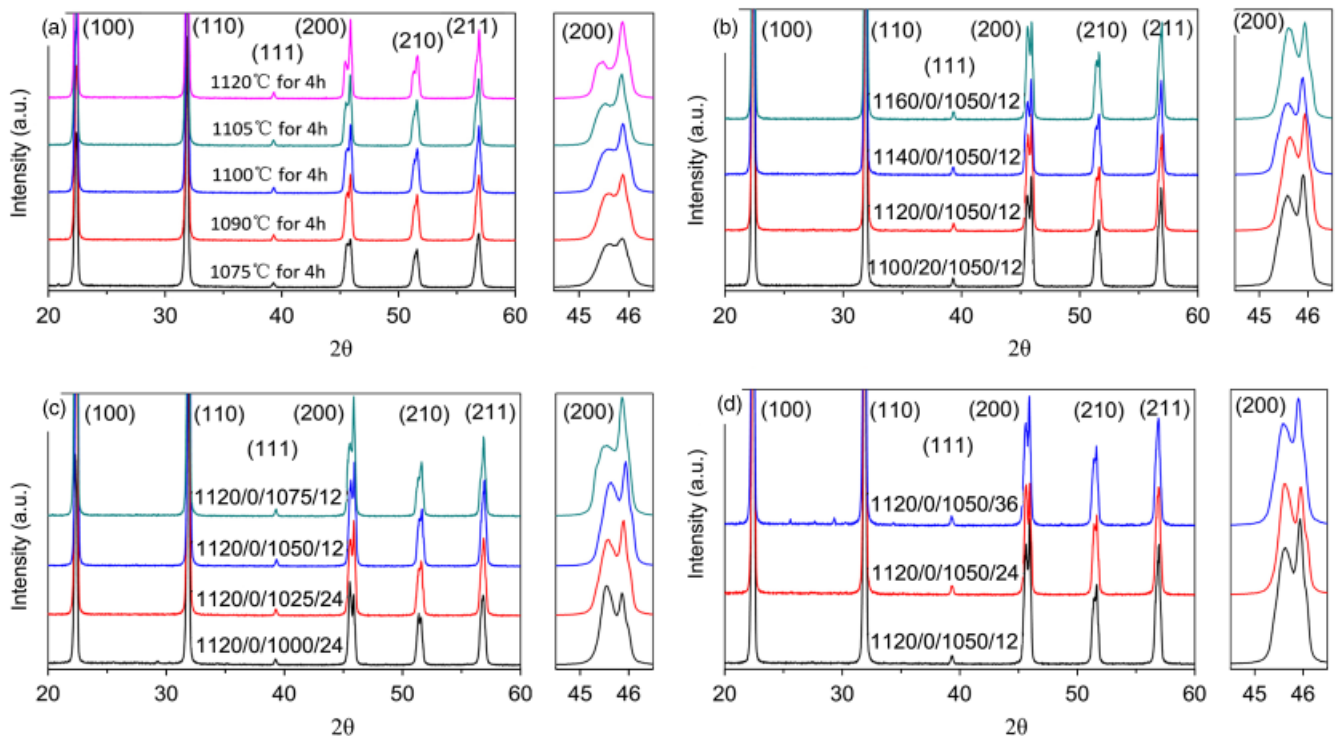 (a) (100) (110) (200) (211) (200)
(111) (210)
1120℃ for 4h
1105℃ for 4h
1100℃ for 4h
1090℃ for 4h
1075℃ for 4h
Intensity (a.u.)
20 30 40 50 60 45 46
2θ
(b) (100) (110) (200) (210) (211) (200)
(111)
1160/0/1050/12
1140/0/1050/12
1120/0/1050/12
1100/20/1050/12
Intensity (a.u.)
20 30 40 50 60 45 46
2θ
(c) (100) (110) (200) (210) (211) (200)
(111)
1120/0/1075/12
1120/0/1050/12
1120/0/1025/24
1120/0/1000/24
Intensity (a.u.)
20 30 40 50 60 45 46
2θ
(d) (100) (110) (200) (210) (211) (200)
(111)
1120/0/1050/36
1120/0/1050/24
1120/0/1050/12
Intensity (a.u.)
20 30 40 50 60 45 46
2θ